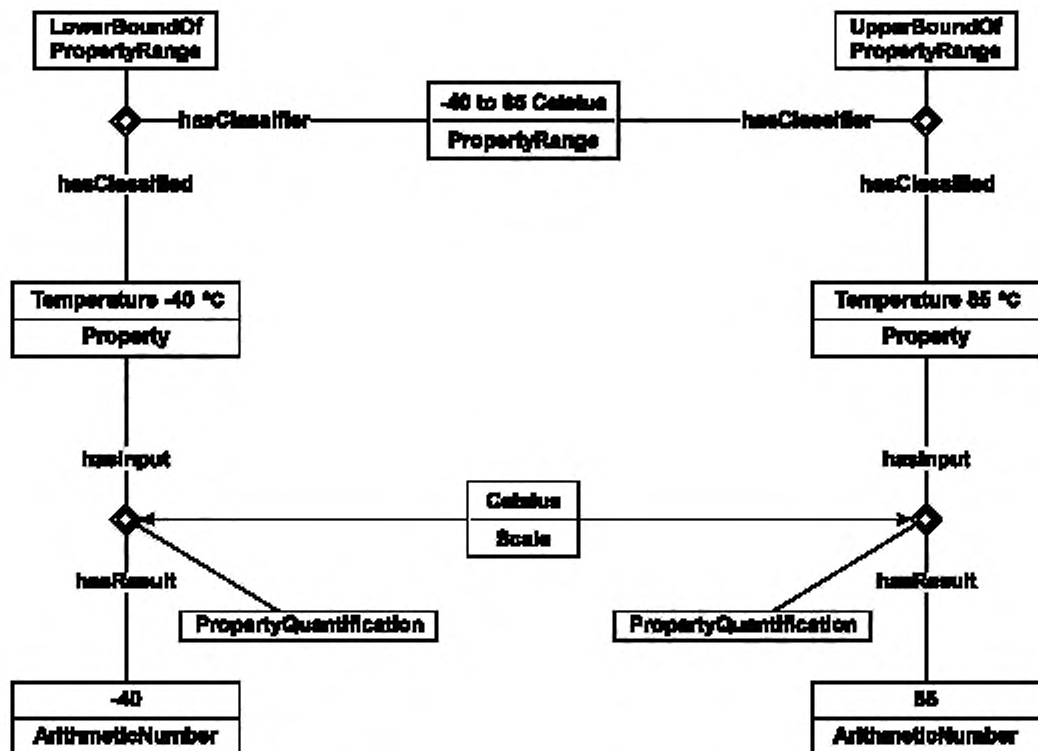 LowerBoundOf
PropertyRange
UpperBoundOf
PropertyRange
-40 to 85 Celsius
PropertyRange
hasClassifier
hasClassifier
hasClassified
hasClassified
Temperature -40 °C
Property
Temperature 85 °C
Property
hasInput
hasInput
Celsius
Scale
hasResult
hasResult
PropertyQuantification
PropertyQuantification
-40
ArithmeticNumber
85
ArithmeticNumber